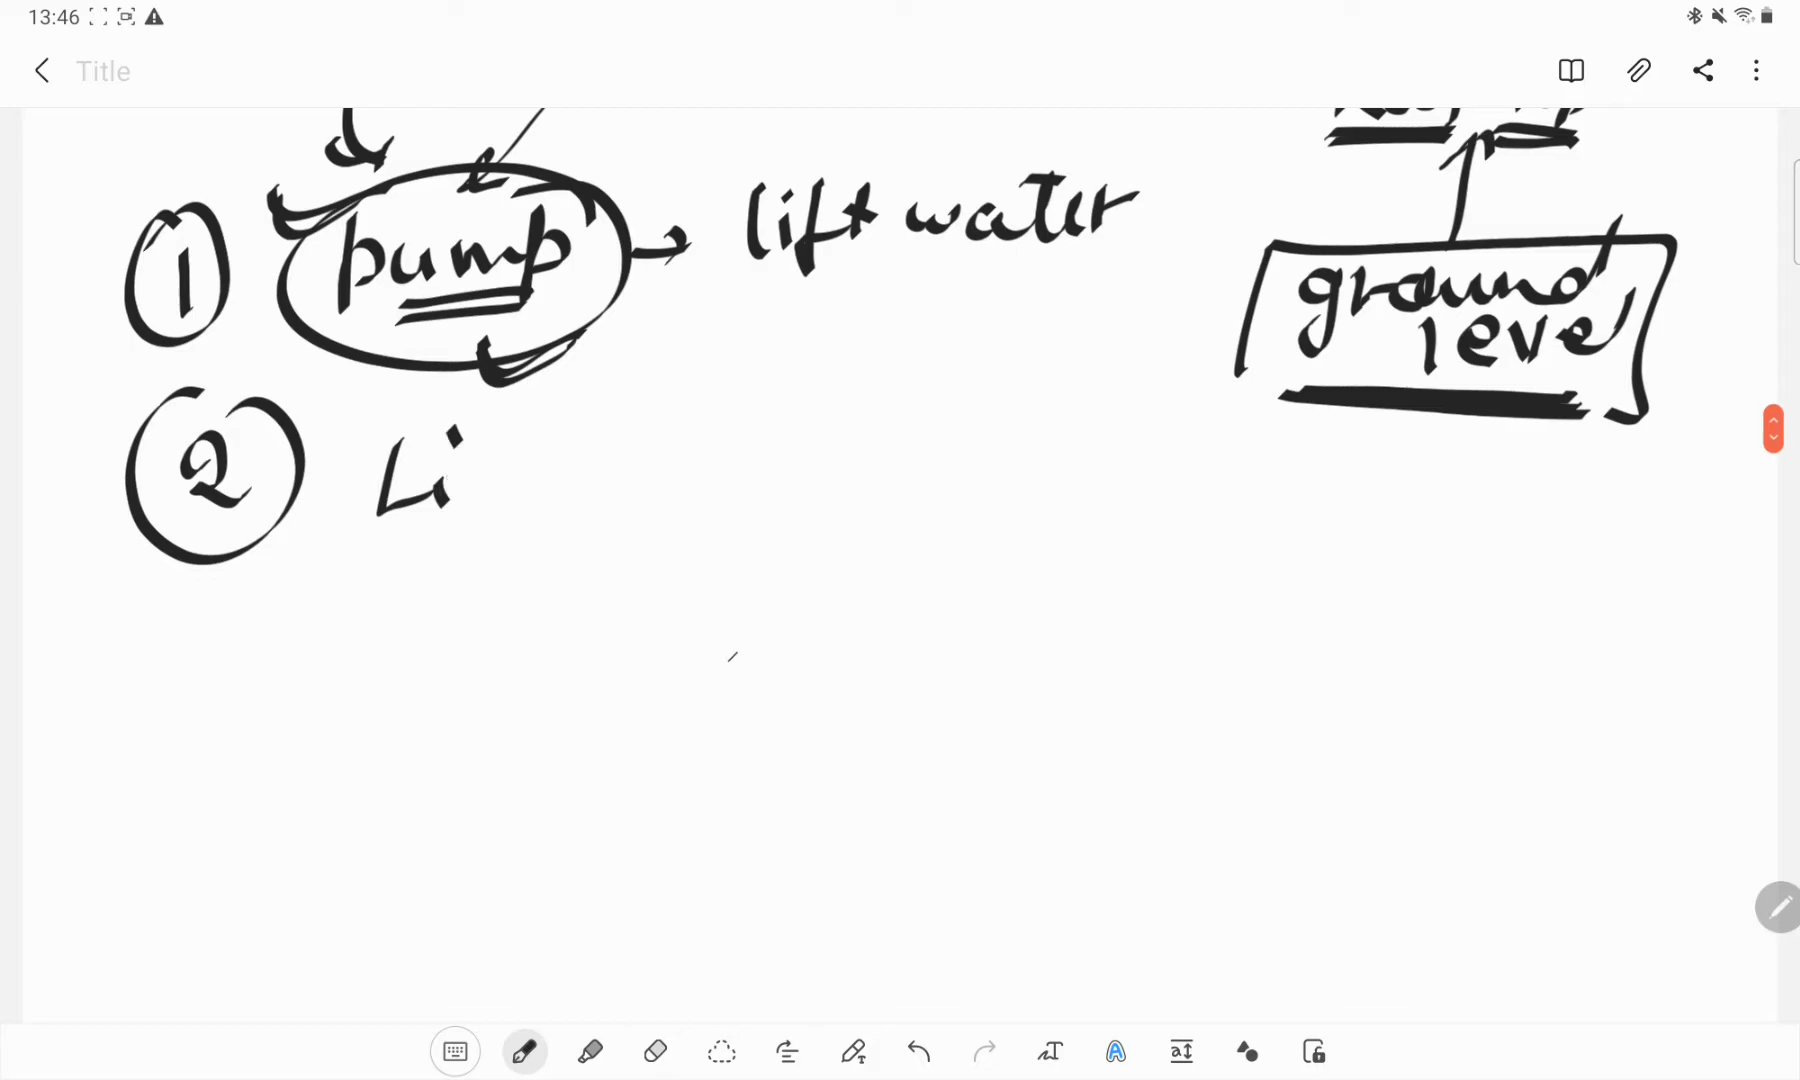 13:46
Title
1 pump → lift water
ground
level
2 Li